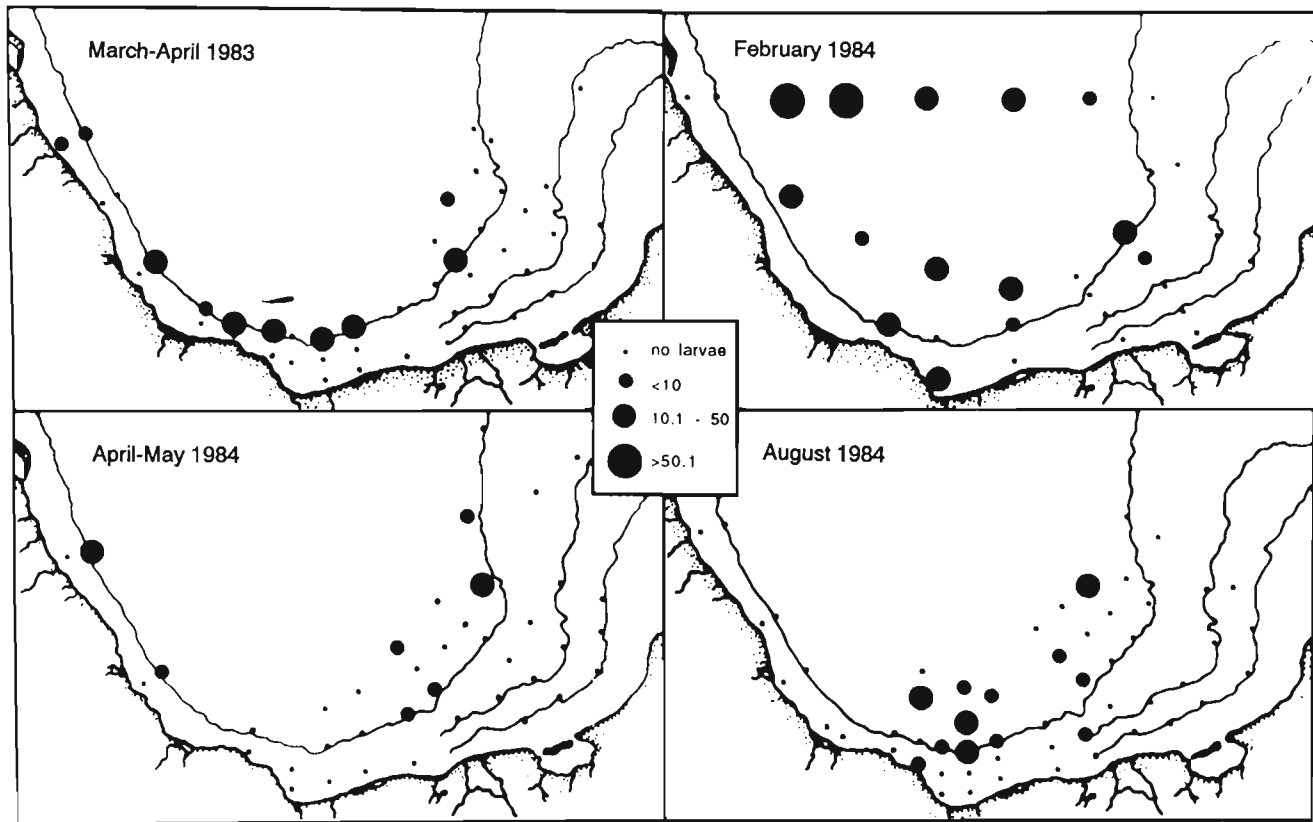 March-April 1983
February 1984
no larvae
<10
10.1 - 50
>50.1
April-May 1984
August 1984